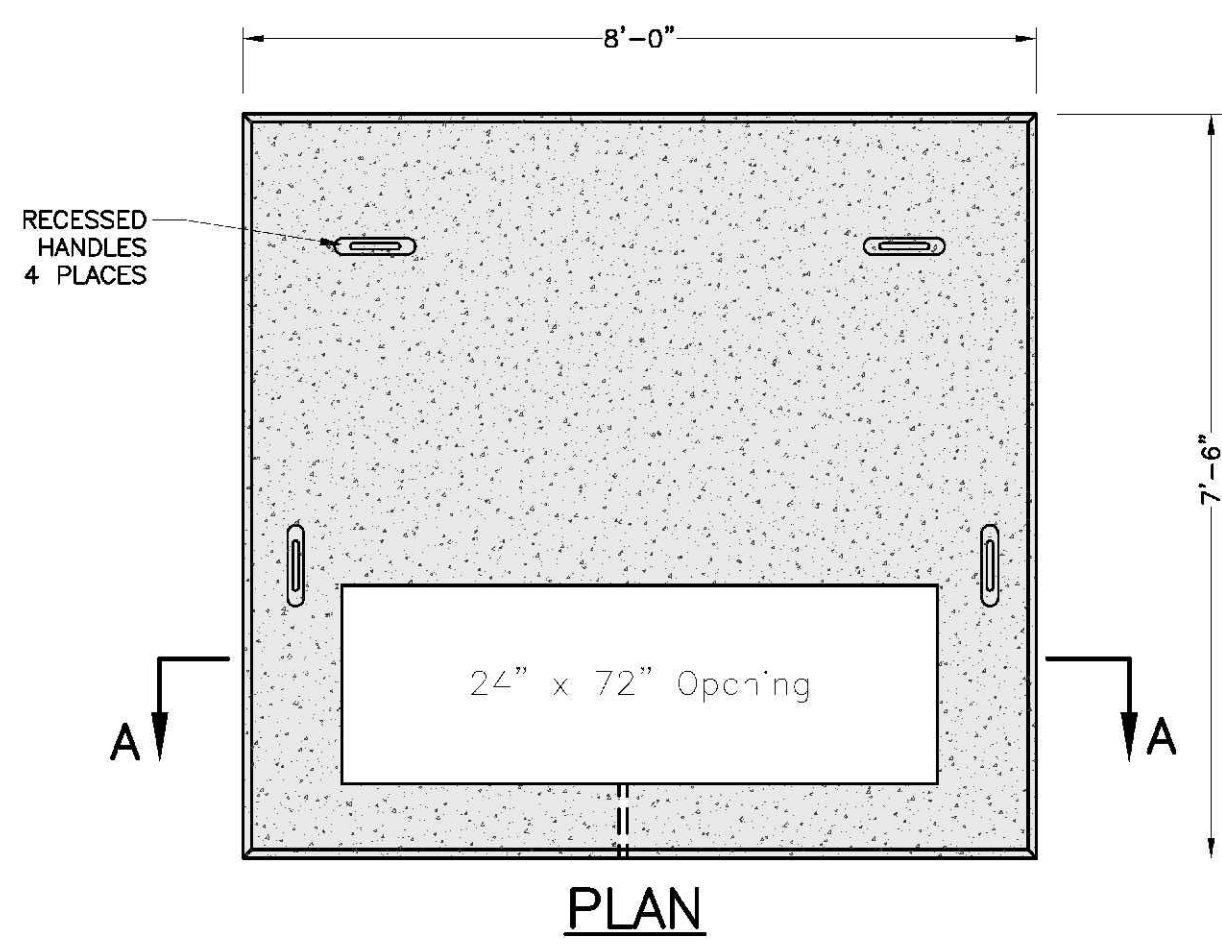 8'-0"
RECESSED
HANDLES
4 PLACES
7'-6"
24" x 72" Opening
A
A
PLAN